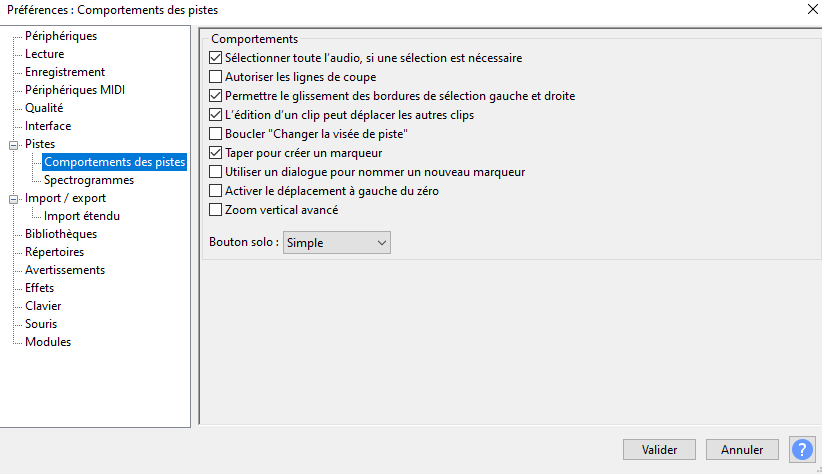 Préférences : Comportements des pistes
Périphériques
Lecture
Enregistrement
Périphériques MIDI
Qualité
Interface
Pistes
Comportements des pistes
Spectrogrammes
Import / export
Import étendu
Bibliothèques
Répertoires
Avertissements
Effets
Clavier
Souris
Modules
Comportements
Sélectionner toute l'audio, si une sélection est nécessaire
Autoriser les lignes de coupe
Permettre le glissement des bordures de sélection gauche et droite
L'édition d'un clip peut déplacer les autres clips
Boucler "Changer la visée de piste"
Taper pour créer un marqueur
Utiliser un dialogue pour nommer un nouveau marqueur
Activer le déplacement à gauche du zéro
Zoom vertical avancé
Bouton solo : Simple
Valider Annuler ?